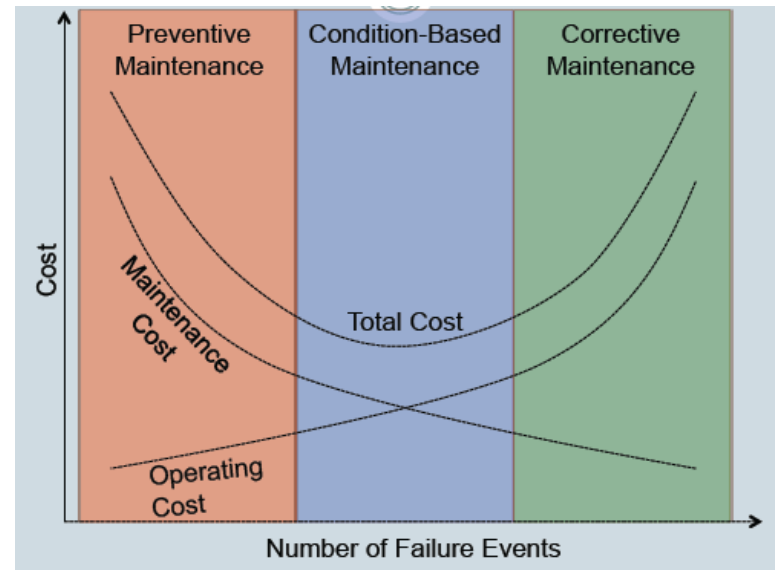 Preventive
Maintenance
Condition-Based
Maintenance
Corrective
Maintenance
Cost
Maintenance
Cost
Total Cost
Operating
Cost
Number of Failure Events